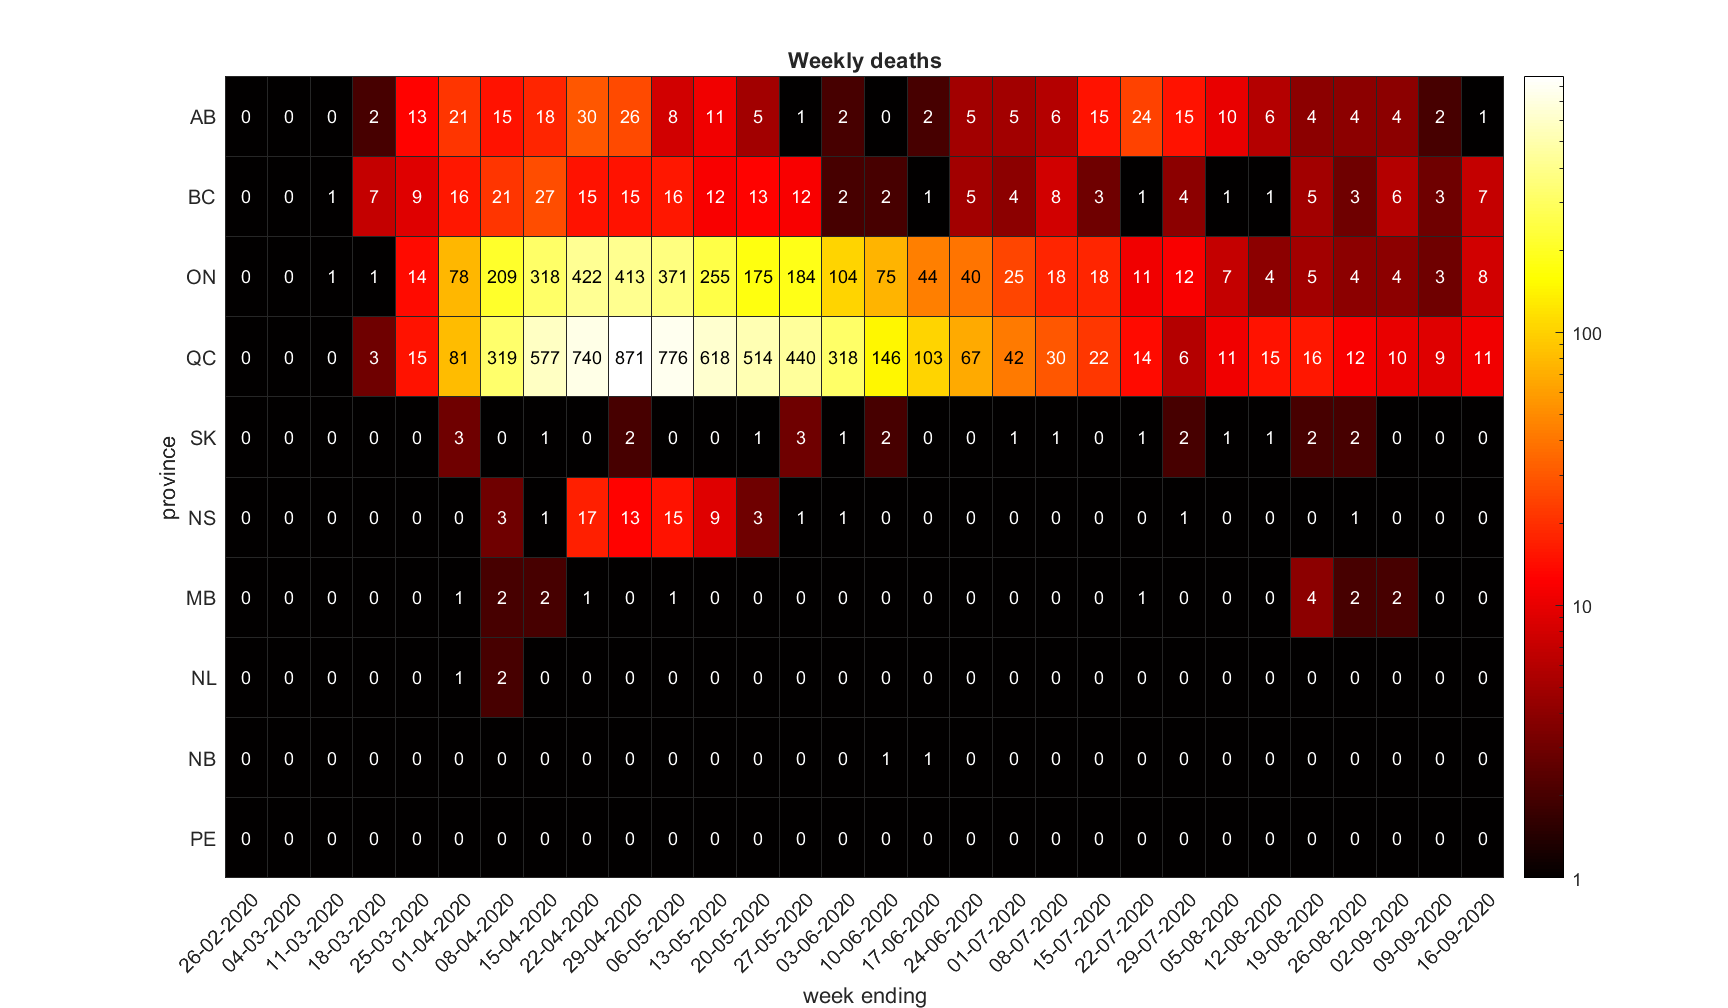 Weekly deaths
AB 0 0 0 2 13 21 15 18 30 26 8 11 5 1 2 0 2 5 5 6 15 24 15 10 6 4 4 4 2 1
BC 0 0 1 7 9 16 21 27 15 15 16 12 13 12 2 2 1 5 4 8 3 1 4 1 1 5 3 6 3 7
ON 0 0 1 1 14 78 209 318 422 413 371 255 175 184 104 75 44 40 25 18 18 11 12 7 4 5 4 4 3 8
QC 0 0 0 3 15 81 319 577 740 871 776 618 514 440 318 146 103 67 42 30 22 14 6 11 15 16 12 10 9 11
SK 0 0 0 0 0 3 0 1 0 2 0 0 1 3 1 2 0 0 1 1 0 1 2 1 1 2 2 0 0 0
NS 0 0 0 0 0 0 3 1 17 13 15 9 3 1 1 0 0 0 0 0 0 0 1 0 0 0 1 0 0 0
MB 0 0 0 0 0 1 2 2 1 0 1 0 0 0 0 0 0 0 0 0 0 1 0 0 0 4 2 2 0 0
NL 0 0 0 0 0 1 2 0 0 0 0 0 0 0 0 0 0 0 0 0 0 0 0 0 0 0 0 0 0 0
NB 0 0 0 0 0 0 0 0 0 0 0 0 0 0 0 1 1 0 0 0 0 0 0 0 0 0 0 0 0 0
PE 0 0 0 0 0 0 0 0 0 0 0 0 0 0 0 0 0 0 0 0 0 0 0 0 0 0 0 0 0 0
province
26-02-2020
04-03-2020
11-03-2020
18-03-2020
25-03-2020
01-04-2020
08-04-2020
15-04-2020
22-04-2020
29-04-2020
06-05-2020
13-05-2020
20-05-2020
27-05-2020
03-06-2020
10-06-2020
17-06-2020
24-06-2020
01-07-2020
08-07-2020
15-07-2020
22-07-2020
29-07-2020
05-08-2020
12-08-2020
19-08-2020
26-08-2020
02-09-2020
09-09-2020
16-09-2020
week ending
100
10
1